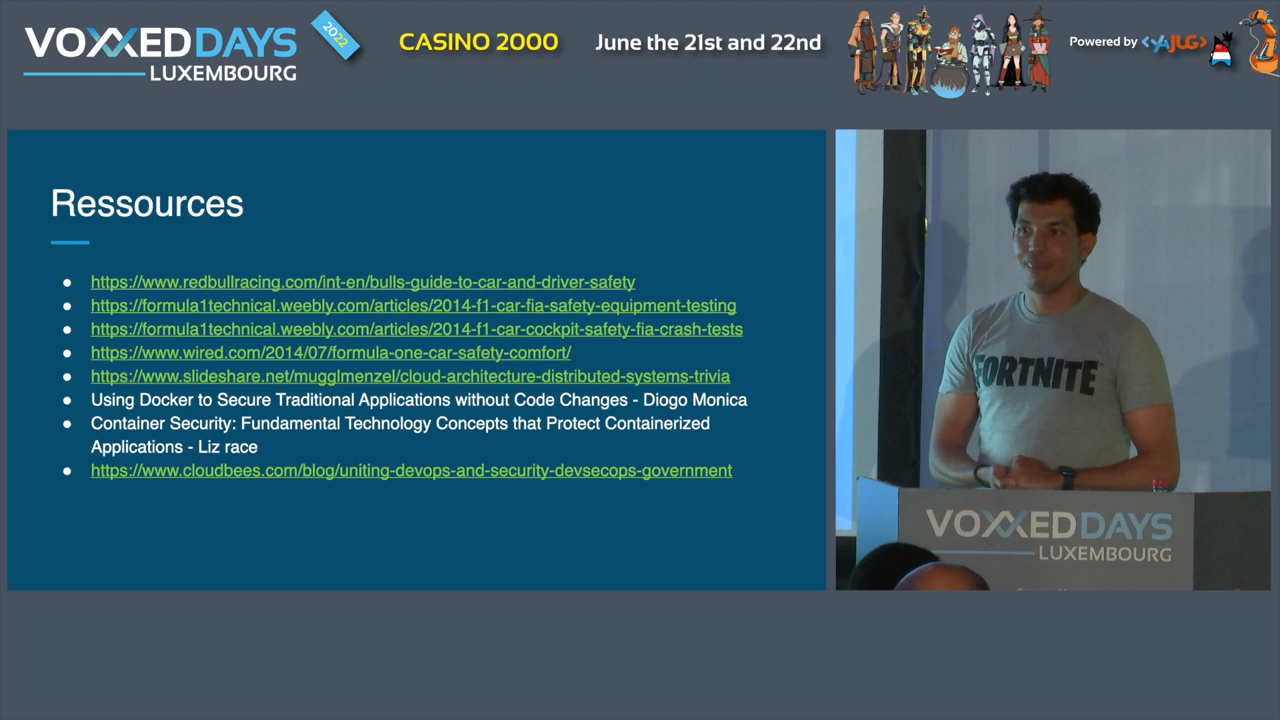 VOXXED DAYS
LUXEMBOURG
2022
CASINO 2000
June the 21st and 22nd
Powered by <YAJUG>
Ressources
https://www.redbullracing.com/int-en/bulls-guide-to-car-and-driver-safety
https://formula1technical.weebly.com/articles/2014-f1-car-fia-safety-equipment-testing
https://formula1technical.weebly.com/articles/2014-f1-car-cockpit-safety-fia-crash-tests
https://www.wired.com/2014/07/formula-one-car-safety-comfort/
https://www.slideshare.net/mugglmenzel/cloud-architecture-distributed-systems-trivia
Using Docker to Secure Traditional Applications without Code Changes - Diogo Monica
Container Security: Fundamental Technology Concepts that Protect Containerized
Applications - Liz race
https://www.cloudbees.com/blog/uniting-devops-and-security-devsecops-government
FORTNITE
VOXXED DAYS
LUXEMBOURG